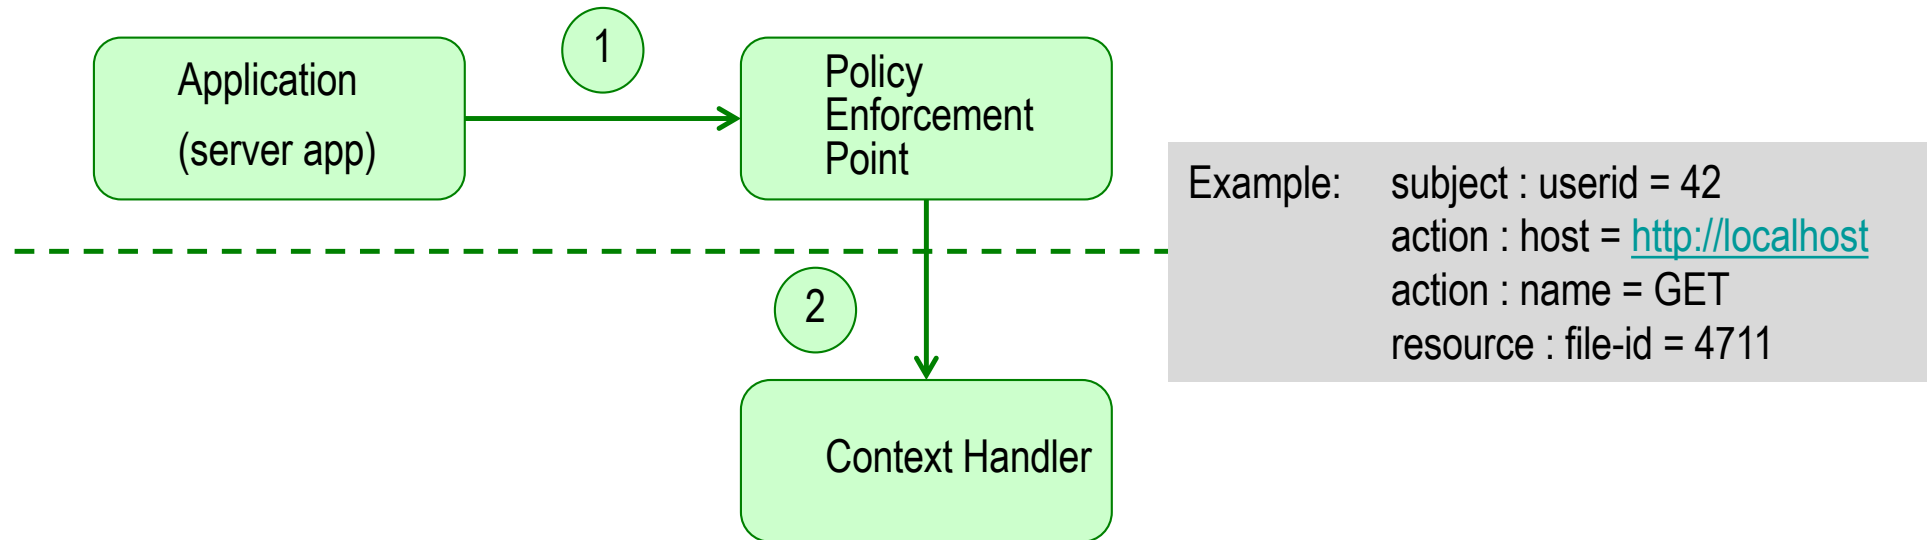 Application
(server app)
1
Policy
Enforcement
Point
Example: subject : userid = 42
action : host = http://localhost
action : name = GET
resource : file-id = 4711
2
Context Handler